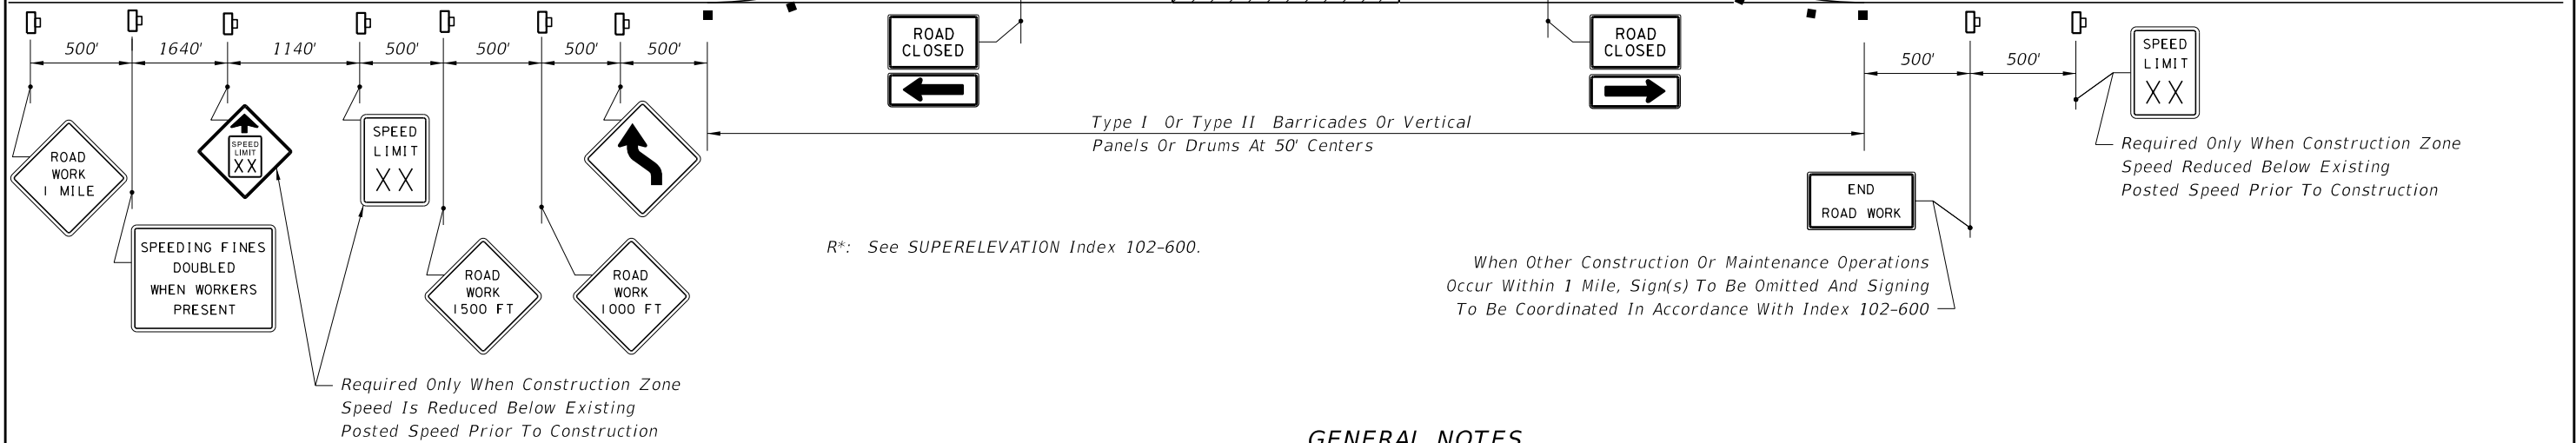 500'
1640'
1140'
500'
500'
500'
500'
ROAD
CLOSED
ROAD
CLOSED
500'
500'
SPEED
LIMIT
XX
ROAD
WORK
1 MILE
SPEED
LIMIT
XX
SPEED
LIMIT
XX
Type I Or Type II Barricades Or Vertical
Panels Or Drums At 50' Centers
Required Only When Construction Zone
Speed Reduced Below Existing
Posted Speed Prior To Construction
END
ROAD WORK
SPEEDING FINES
DOUBLED
WHEN WORKERS
PRESENT
ROAD
WORK
1500 FT
ROAD
WORK
1000 FT
R*: See SUPERELEVATION Index 102-600.
When Other Construction Or Maintenance Operations
Occur Within 1 Mile, Sign(s) To Be Omitted And Signing
To Be Coordinated In Accordance With Index 102-600
Required Only When Construction Zone
Speed Is Reduced Below Existing
Posted Speed Prior To Construction
GENERAL NOTES